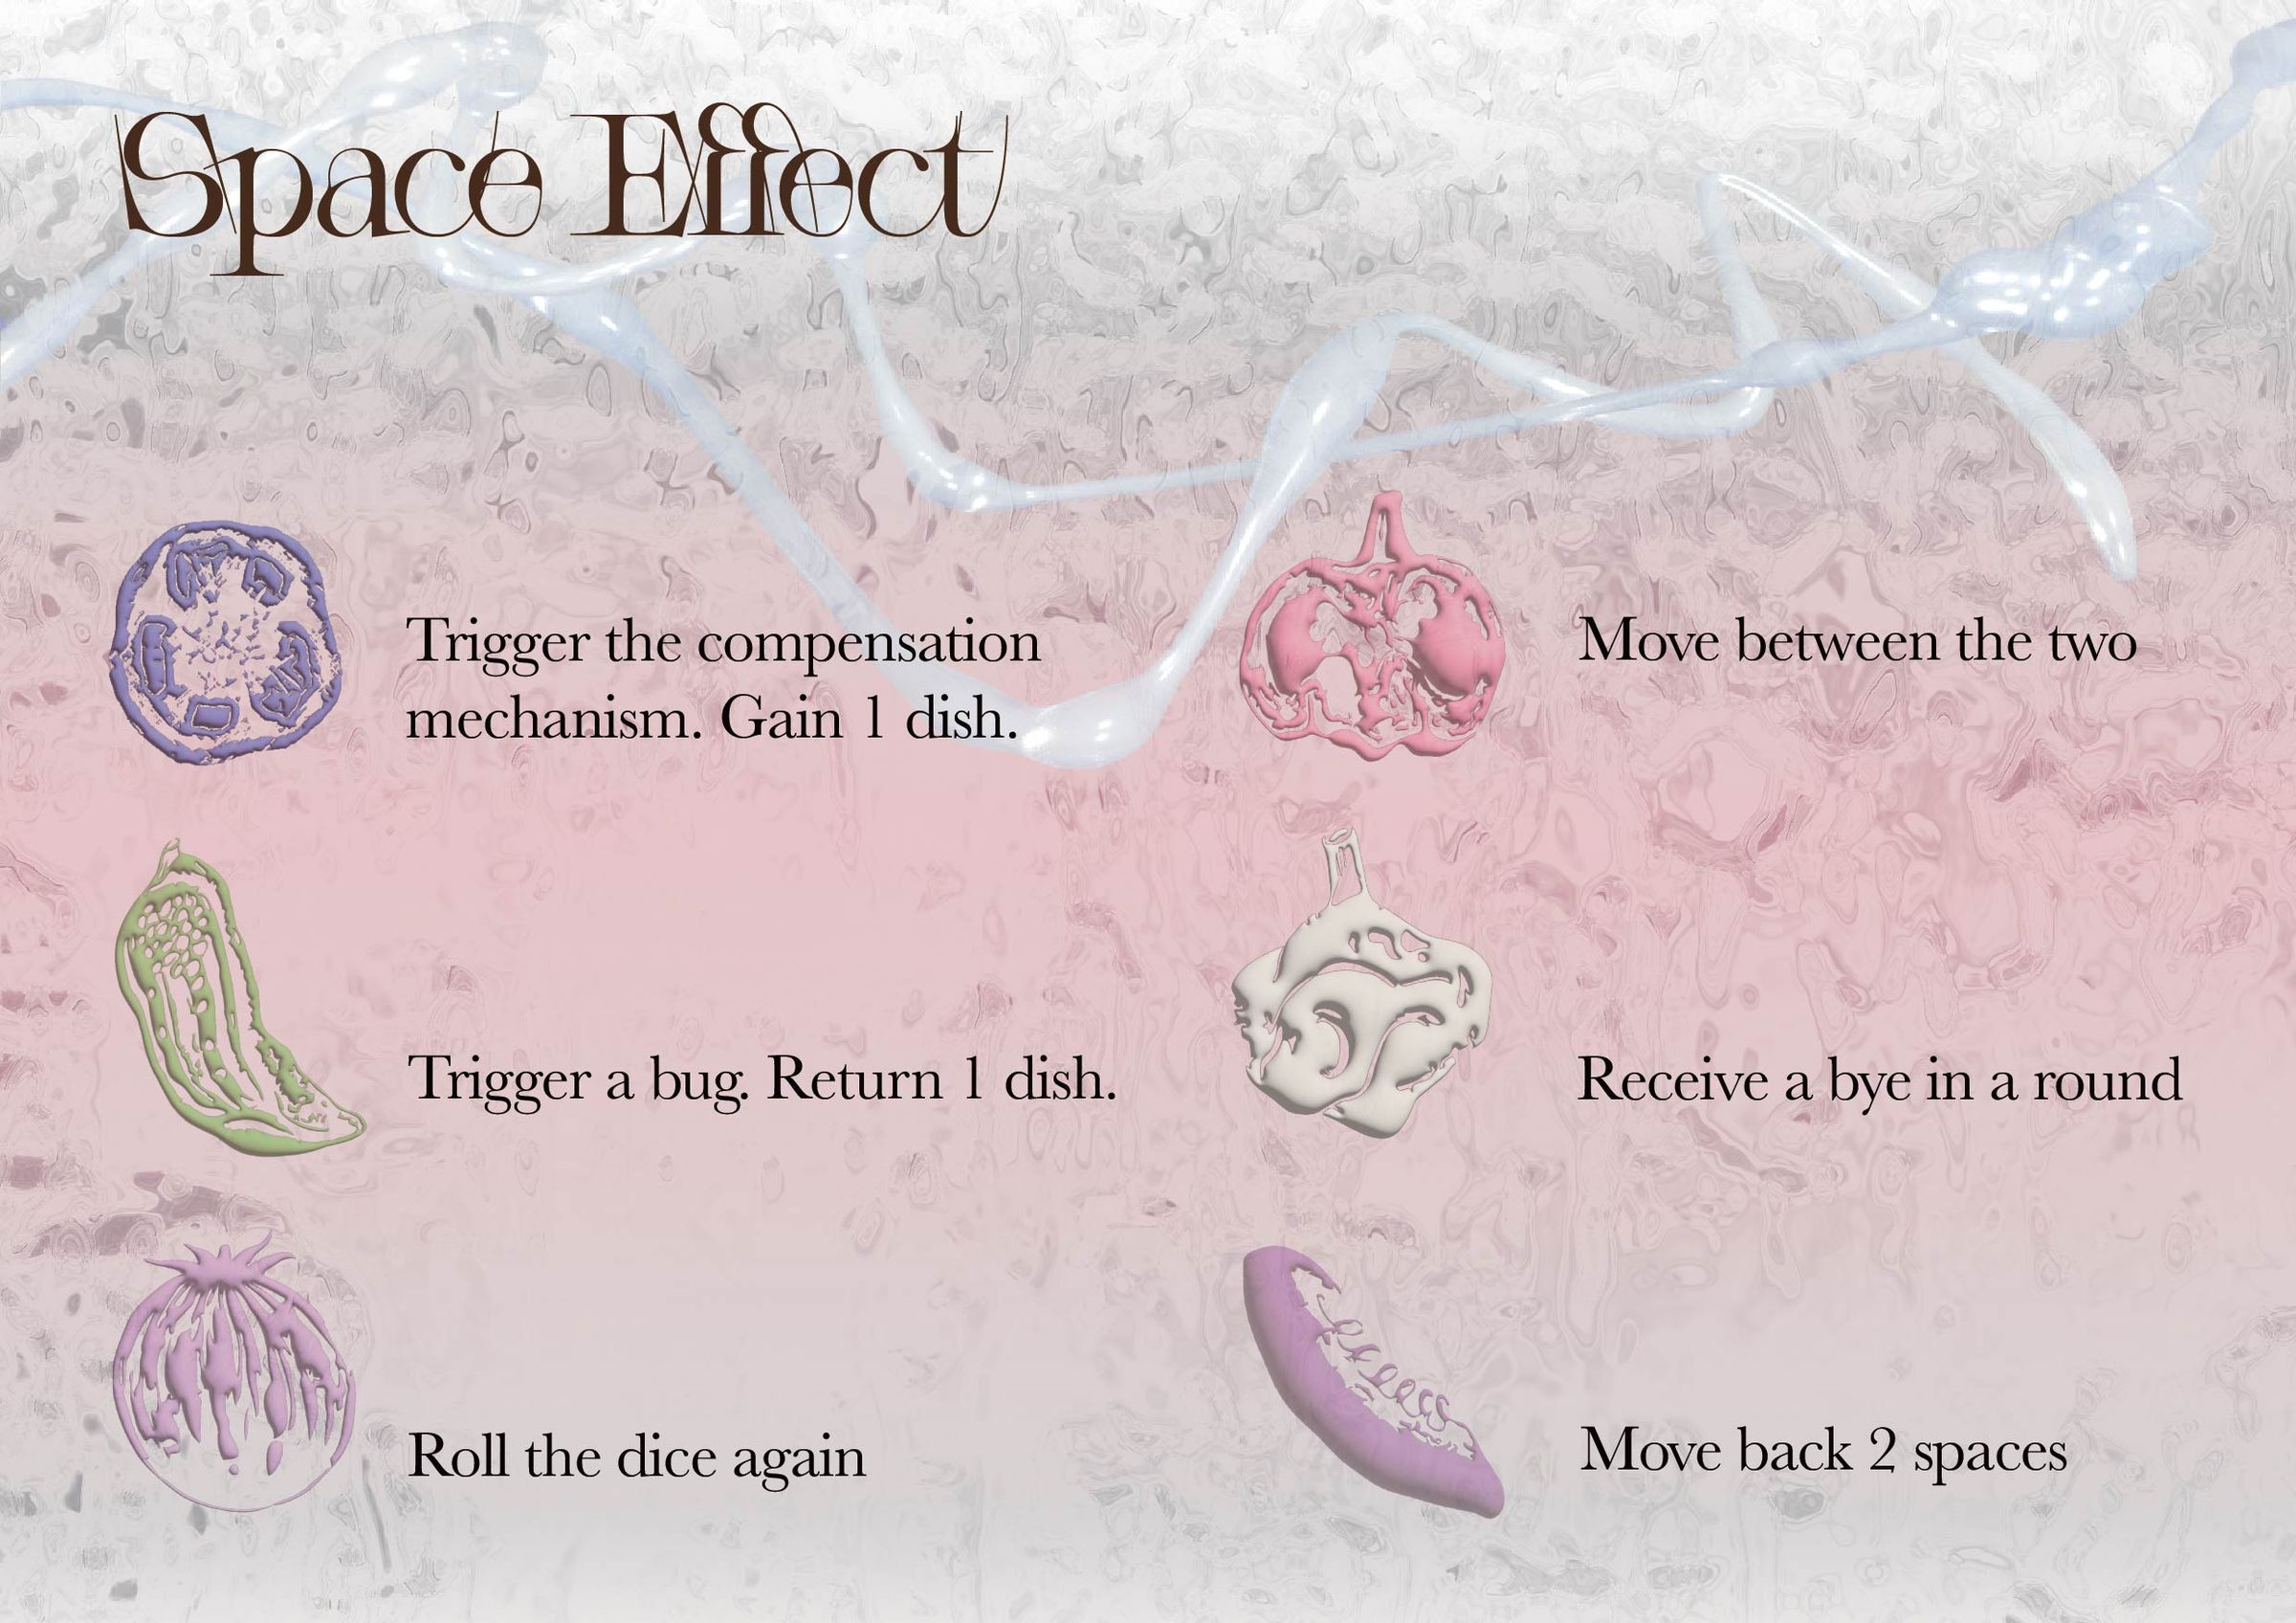 Space Effect
Trigger the compensation
mechanism. Gain 1 dish.
Move between the two
Trigger a bug. Return 1 dish.
Receive a bye in a round
Roll the dice again
Move back 2 spaces